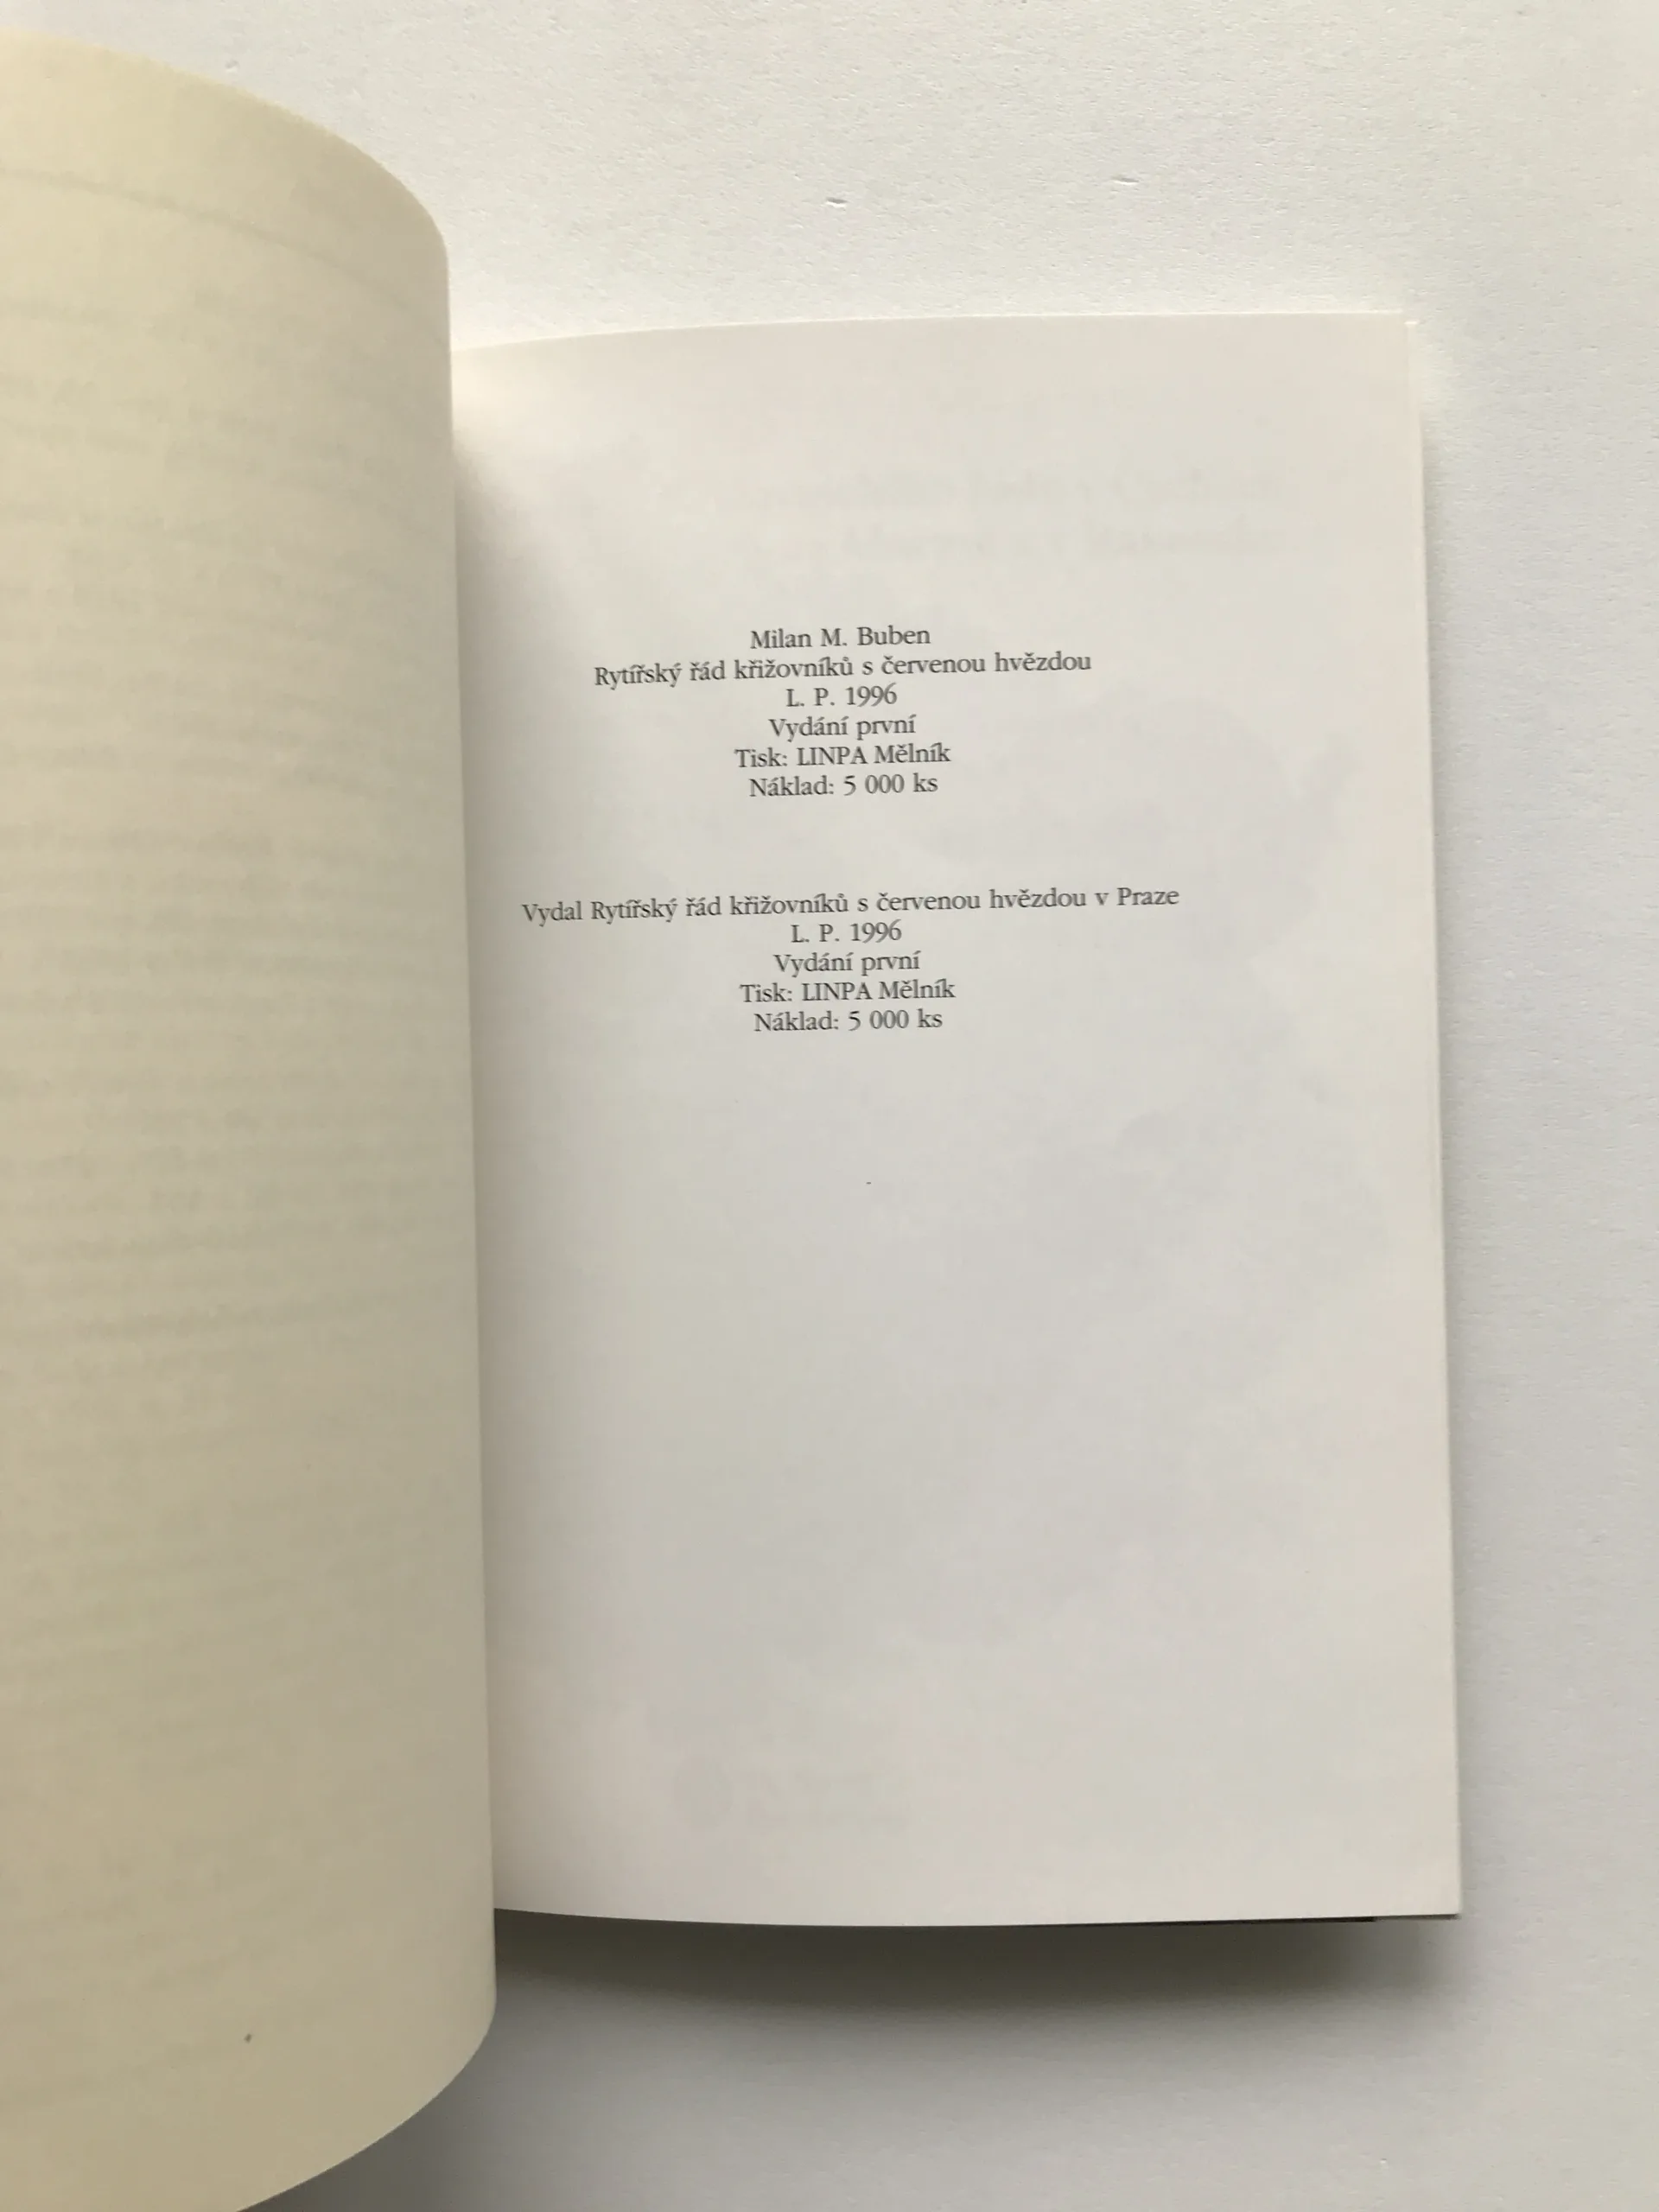 Milan M. Buben
Rytířský řád křižovníků s červenou hvězdou
L. P. 1996
Vydání první
Tisk: LINPA Mělník
Náklad: 5 000 ks
Vydal Rytířský řád křižovníků s červenou hvězdou v Praze
L. P. 1996
Vydání první
Tisk: LINPA Mělník
Náklad: 5 000 ks